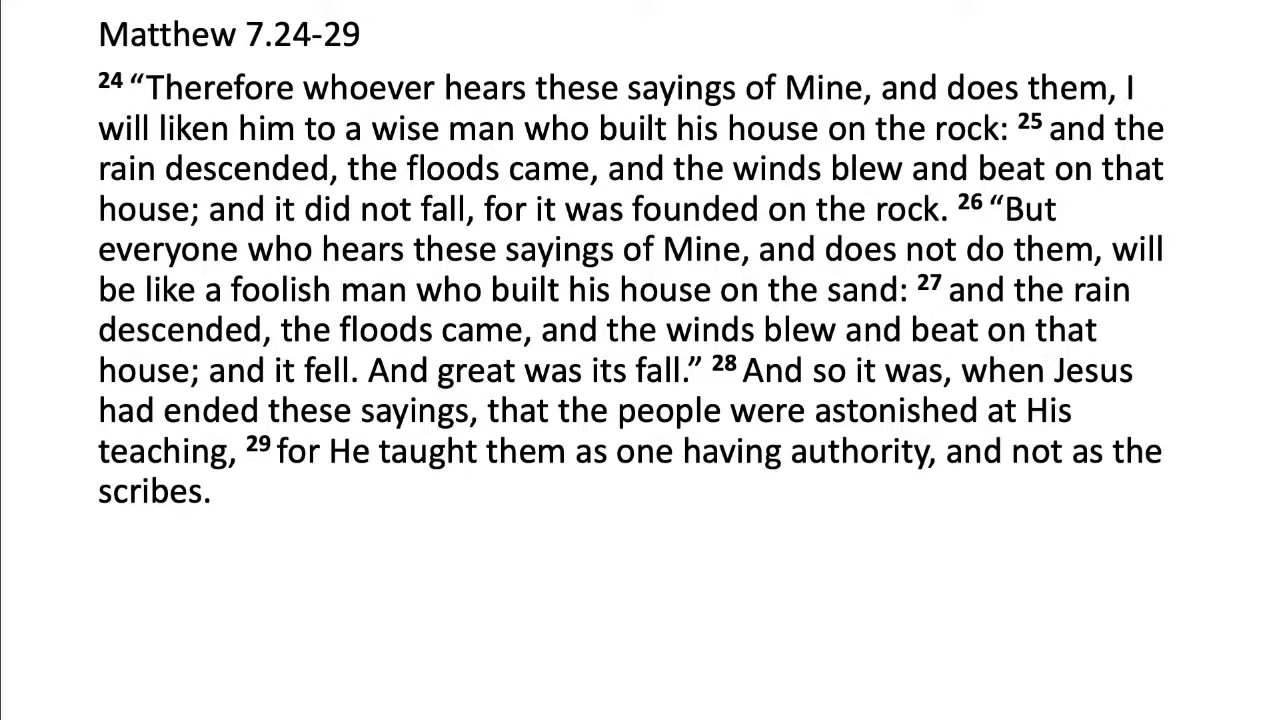 Matthew 7.24-29
24 “Therefore whoever hears these sayings of Mine, and does them, I
will liken him to a wise man who built his house on the rock: 25 and the
rain descended, the floods came, and the winds blew and beat on that
house; and it did not fall, for it was founded on the rock. 26 “But
everyone who hears these sayings of Mine, and does not do them, will
be like a foolish man who built his house on the sand: 27 and the rain
descended, the floods came, and the winds blew and beat on that
house; and it fell. And great was its fall.” 28 And so it was, when Jesus
had ended these sayings, that the people were astonished at His
teaching, 29 for He taught them as one having authority, and not as the
scribes.